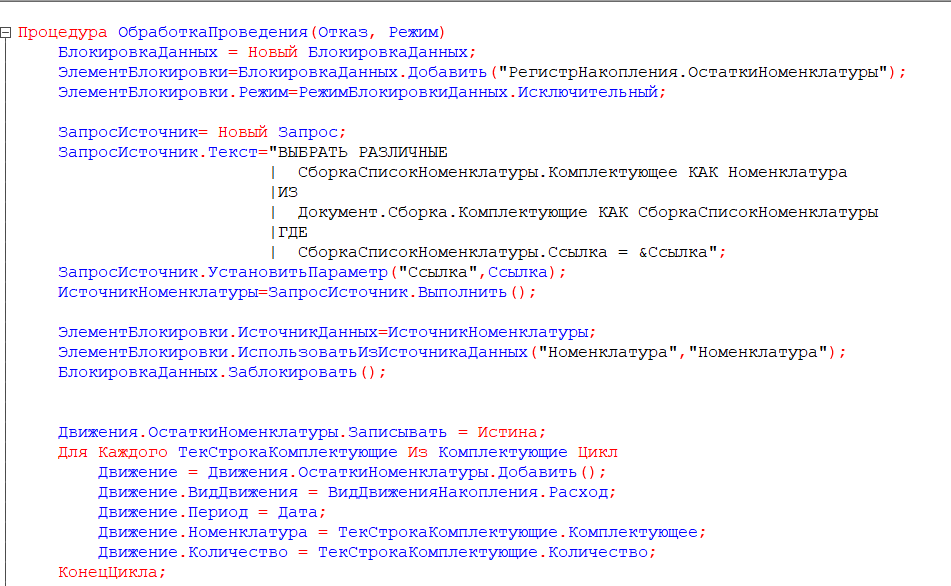 Процедура ОбработкаПроведения(Отказ, Режим)
БлокировкаДанных = Новый БлокировкаДанных;
ЭлементБлокировки=БлокировкаДанных.Добавить("РегистрНакопления.ОстаткиНоменклатуры");
ЭлементБлокировки.Режим=РежимБлокировкиДанных.Исключительный;
ЗапросИсточник= Новый Запрос;
ЗапросИсточник.Текст="ВЫБРАТЬ РАЗЛИЧНЫЕ
| СборкаСписокНоменклатуры.Комплектующее КАК Номенклатура
|ИЗ
| Документ.Сборка.Комплектующие КАК СборкаСписокНоменклатуры
|ГДЕ
| СборкаСписокНоменклатуры.Ссылка = &Ссылка";
ЗапросИсточник.УстановитьПараметр("Ссылка",Ссылка);
ИсточникНоменклатуры=ЗапросИсточник.Выполнить();
ЭлементБлокировки.ИсточникДанных=ИсточникНоменклатуры;
ЭлементБлокировки.ИспользоватьИзИсточникаДанных("Номенклатура","Номенклатура");
БлокировкаДанных.Заблокировать();
Движения.ОстаткиНоменклатуры.Записывать = Истина;
Для Каждого ТекСтрокаКомплектующие Из Комплектующие Цикл
Движение = Движения.ОстаткиНоменклатуры.Добавить();
Движение.ВидДвижения = ВидДвиженияНакопления.Расход;
Движение.Период = Дата;
Движение.Номенклатура = ТекСтрокаКомплектующие.Комплектующее;
Движение.Количество = ТекСтрокаКомплектующие.Количество;
КонецЦикла;